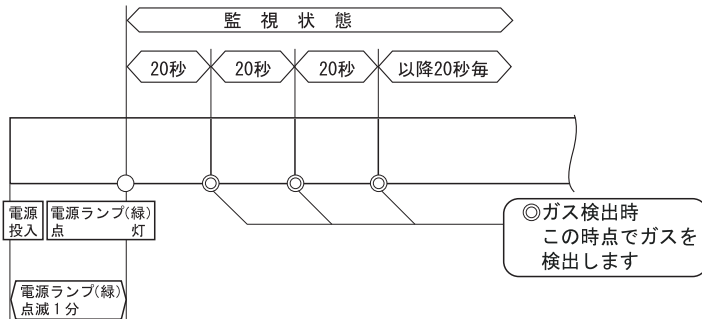 監視状態
20秒 20秒 20秒 以降20秒毎
電源
投入
電源ランプ(緑)
点 灯
◎ガス検出時
この時点でガスを
検出します
電源ランプ(緑)
点滅1分